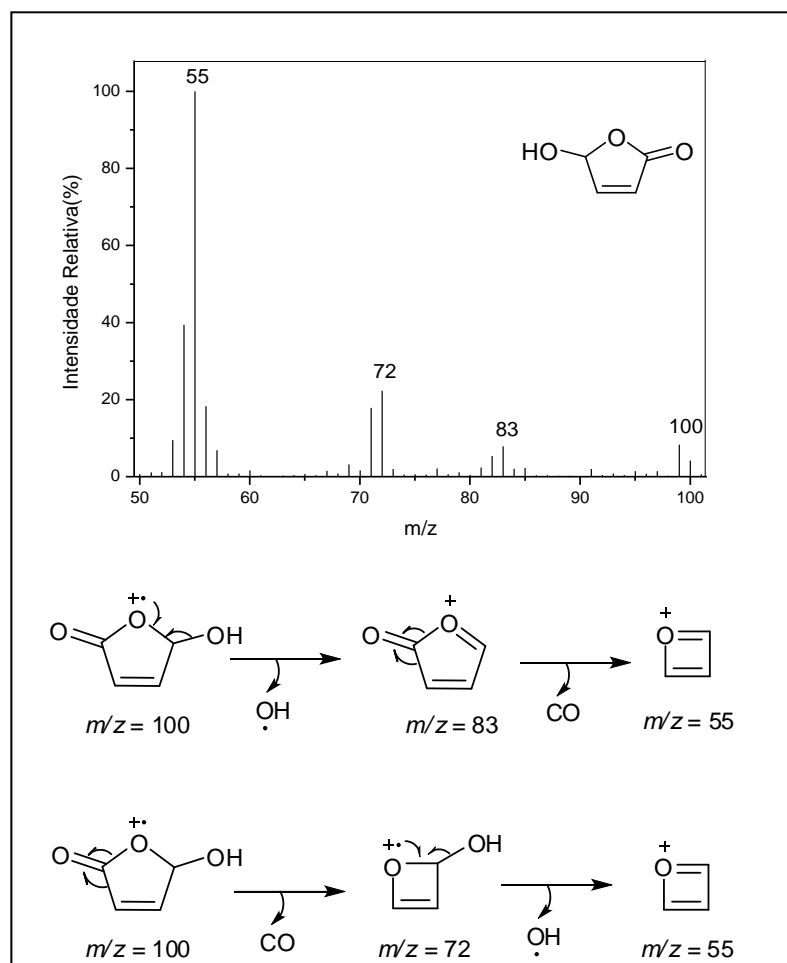 55
100
80
60
40
20
0
Intensidade Relativa(%)
HO
O
O
72
83
100
50
60
70
80
90
100
m/z
+•
O
O
OH
OH
•
m/z = 100
+
O
O
m/z = 83
CO
+
O
m/z = 55
+•
O
O
OH
m/z = 100
CO
+•
O
OH
m/z = 72
OH
•
+
O
m/z = 55